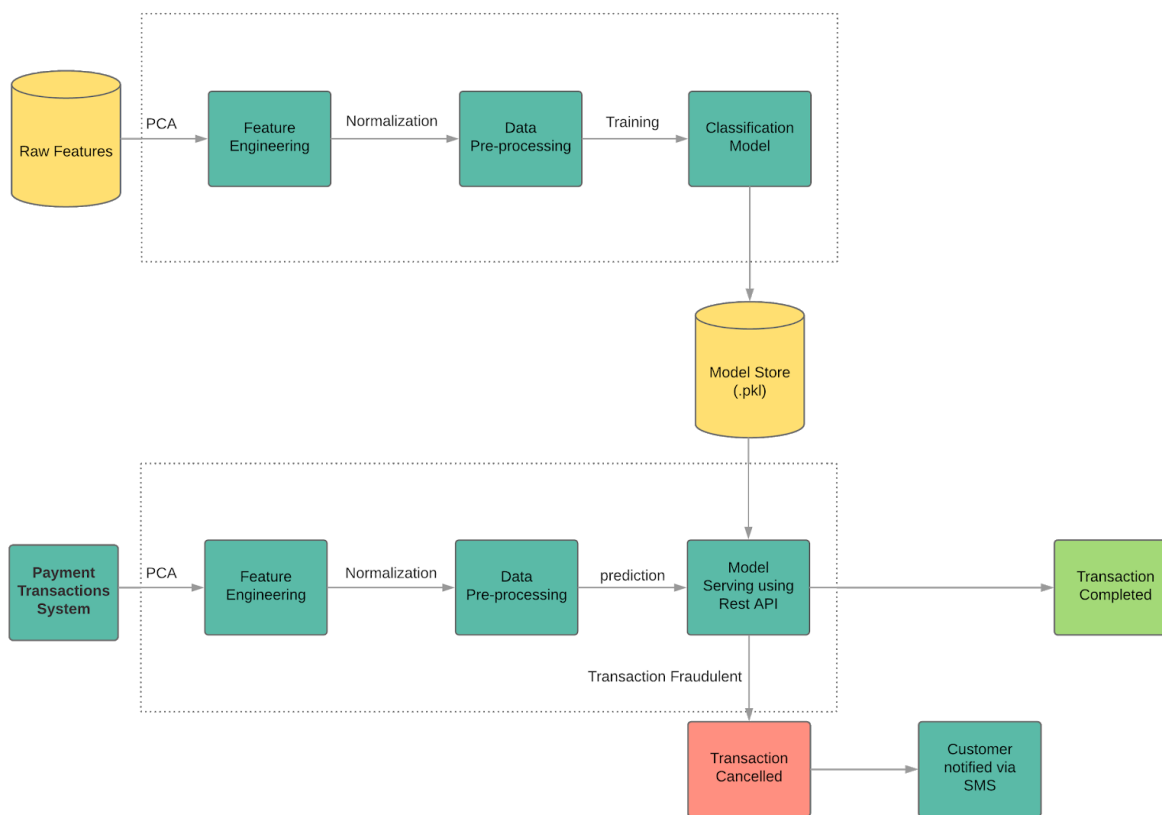 Raw Features
PCA
Feature
Engineering
Normalization
Data
Pre-processing
Training
Classification
Model
Model Store
(.pkl)
Payment
Transactions
System
PCA
Feature
Engineering
Normalization
Data
Pre-processing
prediction
Model
Serving using
Rest API
Transaction
Completed
Transaction Fraudulent
Transaction
Cancelled
Customer
notified via
SMS